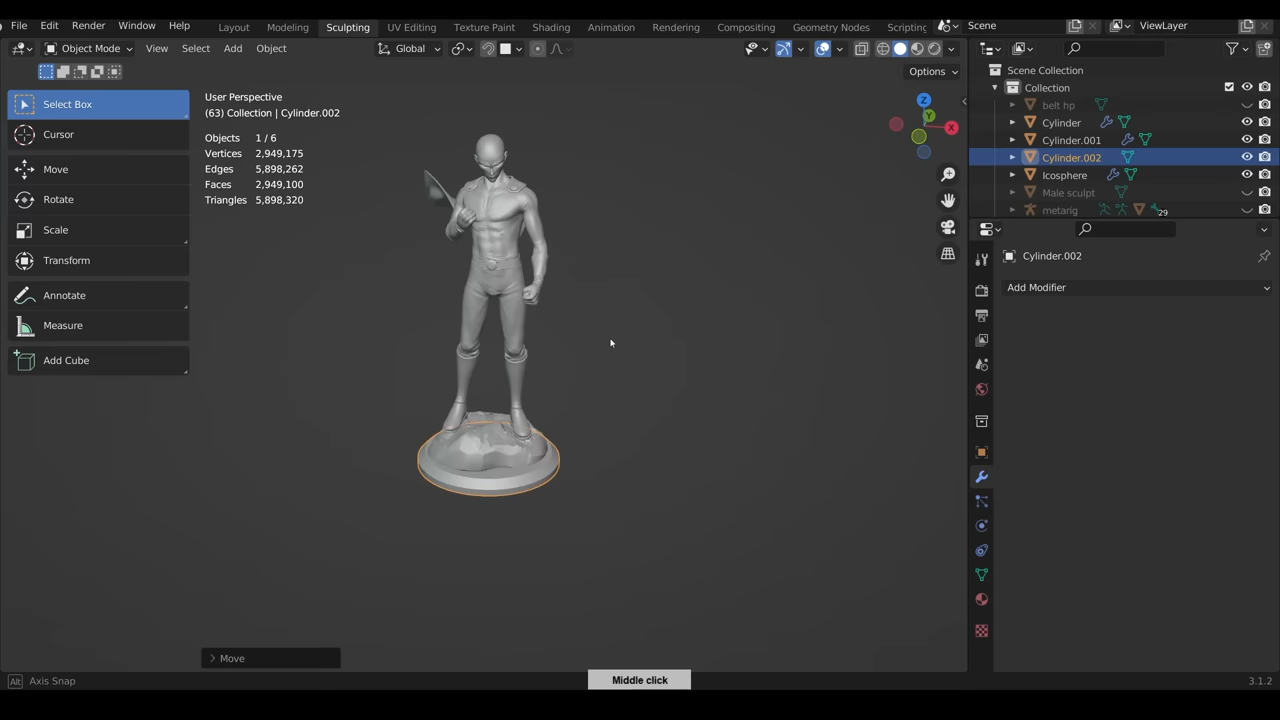 File Edit Render Window Help Layout Modeling Sculpting UV Editing Texture Paint Shading Animation Rendering Compositing Geometry Nodes Scripting Scene ViewLayer
Object Mode View Select Add Object Global
Options
Select Box
Cursor
Move
Rotate
Scale
Transform
Annotate
Measure
Add Cube
User Perspective
(63) Collection | Cylinder.002
Objects 1 / 6
Vertices 2,949,175
Edges 5,898,262
Faces 2,949,100
Triangles 5,898,320
Z
Y
X
Scene Collection
Collection
belt hp
Cylinder
Cylinder.001
Cylinder.002
Icosphere
Male sculpt
metarig 29
Cylinder.002
Add Modifier
Move
Middle click
Alt Axis Snap 3.1.2